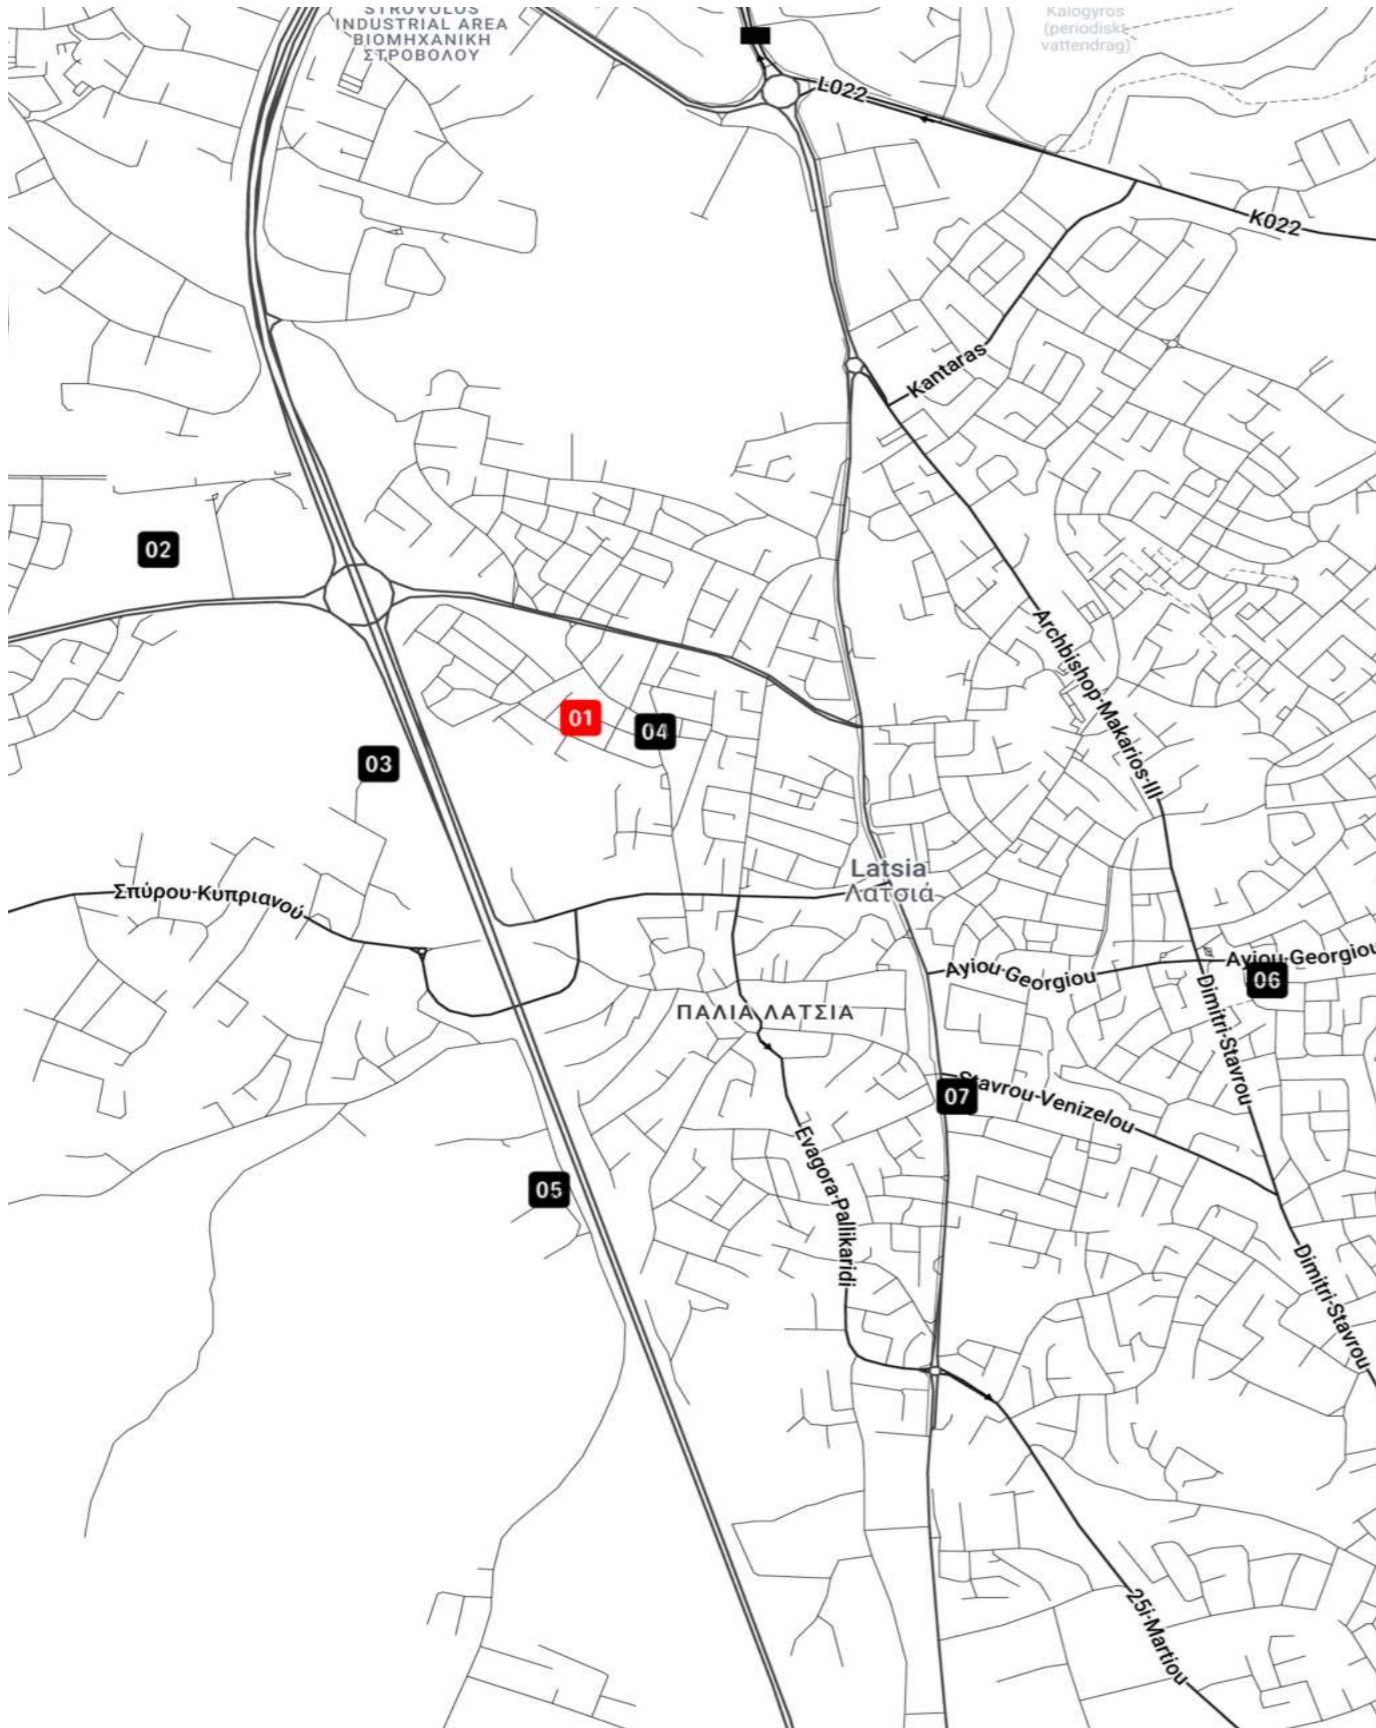 STROVOLOS
INDUSTRIAL AREA
ΒΙΟΜΗΧΑΝΙΚΗ
ΣΤΡΟΒΟΛΟΥ
Kalogyros
(periodiskt
vattendrag)
L022
K022
Kantaras
02
Archbishop Makarios III
01
04
03
Latsia
Λατσιά
Σπύρου Κυπριανού
Ayiou Georgiou
Ayiou Georgiou
06
Dimitri Stavrou
ΠΑΛΙΑ ΛΑΤΣΙΑ
Stavrou Venizelou
07
Evagora Pallikaridi
05
Dimitri Stavrou
25i Martiou